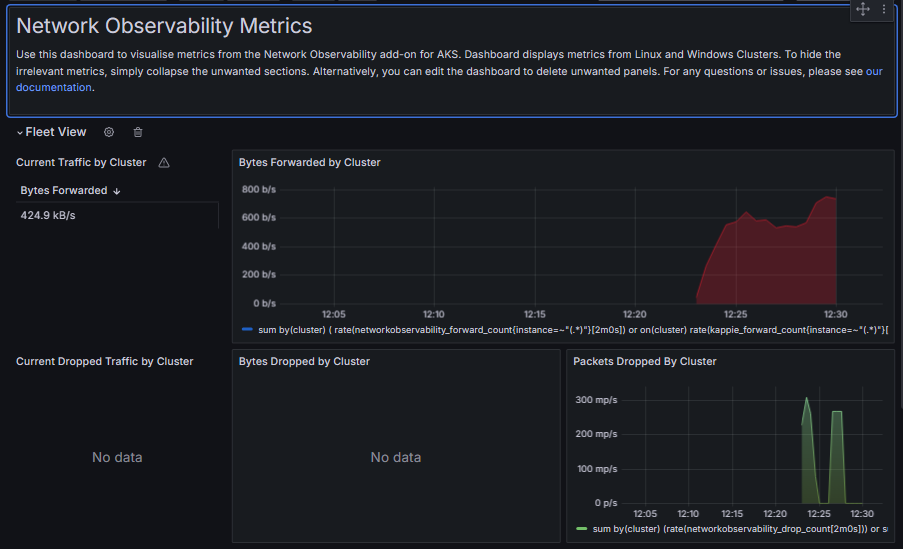 Network Observability Metrics
Use this dashboard to visualise metrics from the Network Observability add-on for AKS. Dashboard displays metrics from Linux and Windows Clusters. To hide the
irrelevant metrics, simply collapse the unwanted sections. Alternatively, you can edit the dashboard to delete unwanted panels. For any questions or issues, please see our
documentation.
Fleet View
Current Traffic by Cluster
Bytes Forwarded ↓
424.9 kB/s
Bytes Forwarded by Cluster
800 b/s
600 b/s
400 b/s
200 b/s
0 b/s
12:05 12:10 12:15 12:20 12:25 12:30
sum by(cluster) ( rate(networkobservability_forward_count{instance=~"(.*)"}[2m0s]) or on(cluster) rate(kappie_forward_count{instance=~"(.*)"}[
Current Dropped Traffic by Cluster
No data
Bytes Dropped by Cluster
No data
Packets Dropped By Cluster
300 mp/s
200 mp/s
100 mp/s
0 p/s
12:05 12:10 12:15 12:20 12:25 12:30
sum by(cluster) (rate(networkobservability_drop_count[2m0s])) or s